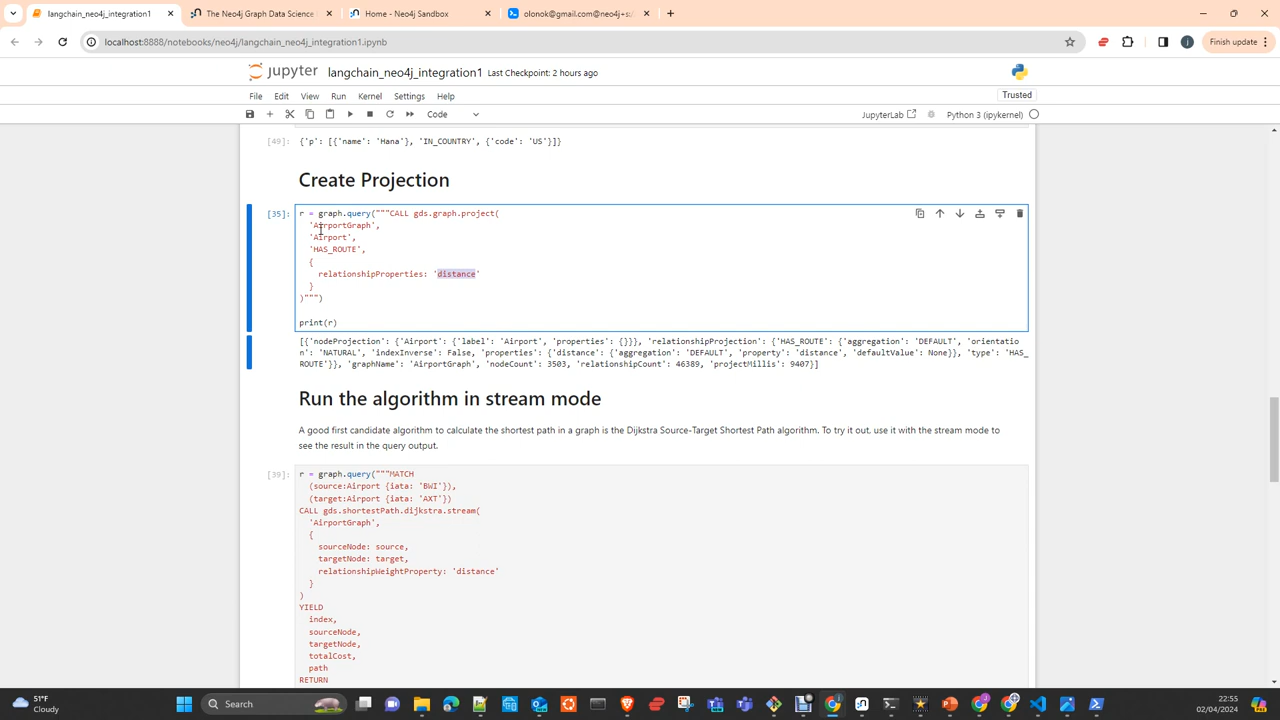 langchain_neo4j_integration1
The Neo4j Graph Data Science
Home - Neo4j Sandbox
olonok@gmail.com@neo4j+s:/
localhost:8888/notebooks/neo4j/langchain_neo4j_integration1.ipynb
Finish update
jupyter langchain_neo4j_integration1 Last Checkpoint: 2 hours ago
File Edit View Run Kernel Settings Help
Trusted
Code
JupyterLab
Python 3 (ipykernel)
[49]: {'p': [{'name': 'Hana'}, 'IN_COUNTRY', {'code': 'US'}]}
Create Projection
[35]: r = graph.query("""CALL gds.graph.project(
'AirportGraph',
'Airport',
'HAS_ROUTE',
{
relationshipProperties: 'distance'
}
)""")
print(r)
[{'nodeProjection': {'Airport': {'label': 'Airport', 'properties': {}}}, 'relationshipProjection': {'HAS_ROUTE': {'aggregation': 'DEFAULT', 'orientatio
n': 'NATURAL', 'indexInverse': False, 'properties': {'distance': {'aggregation': 'DEFAULT', 'property': 'distance', 'defaultValue': None}}, 'type': 'HAS_
ROUTE'}}, 'graphName': 'AirportGraph', 'nodeCount': 3503, 'relationshipCount': 46389, 'projectMillis': 9407}]
Run the algorithm in stream mode
A good first candidate algorithm to calculate the shortest path in a graph is the Dijkstra Source-Target Shortest Path algorithm. To try it out, use it with the stream mode to
see the result in the query output.
[39]: r = graph.query("""MATCH
(source:Airport {iata: 'BWI'}),
(target:Airport {iata: 'AXT'})
CALL gds.shortestPath.dijkstra.stream(
'AirportGraph',
{
sourceNode: source,
targetNode: target,
relationshipWeightProperty: 'distance'
}
)
YIELD
index,
sourceNode,
targetNode,
totalCost,
path
RETURN
51°F
Cloudy
Search
22:55
02/04/2024